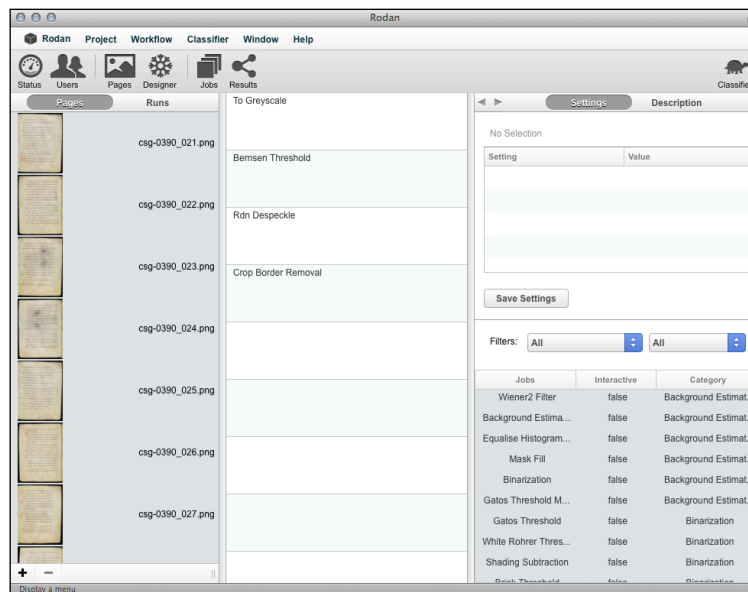 Rodan
Rodan Project Workflow Classifier Window Help
Status Users Pages Designer Jobs Results Classifie
Pages Runs
csg-0390_021.png
csg-0390_022.png
csg-0390_023.png
csg-0390_024.png
csg-0390_025.png
csg-0390_026.png
csg-0390_027.png
To Greyscale
Bernsen Threshold
Rdn Despeckle
Crop Border Removal
Settings Description
No Selection
Setting Value
Save Settings
Filters: All All
Jobs Interactive Category
Wiener2 Filter false Background Estimat.
Background Estima... false Background Estimat.
Equalise Histogram... false Background Estimat.
Mask Fill false Background Estimat.
Binarization false Background Estimat.
Gatos Threshold M... false Background Estimat.
Gatos Threshold false Binarization
White Rohrer Thres... false Binarization
Shading Subtraction false Binarization
Brink Threshold false Binarization
Display a menu